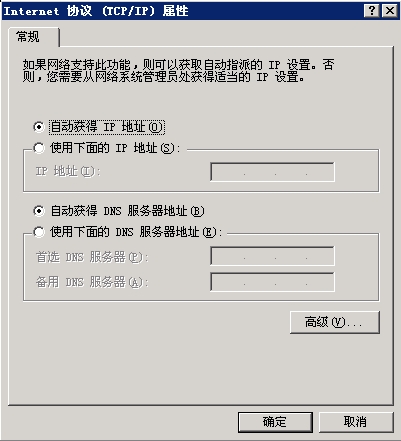 Internet 协议 (TCP/IP) 属性
常规
如果网络支持此功能,则可以获取自动指派的 IP 设置。否
则,您需要从网络系统管理员处获得适当的 IP 设置。
自动获得 IP 地址(O)
使用下面的 IP 地址(S):
IP 地址(I):
自动获得 DNS 服务器地址(B)
使用下面的 DNS 服务器地址(E):
首选 DNS 服务器(P):
备用 DNS 服务器(A):
高级(V)...
确定 取消